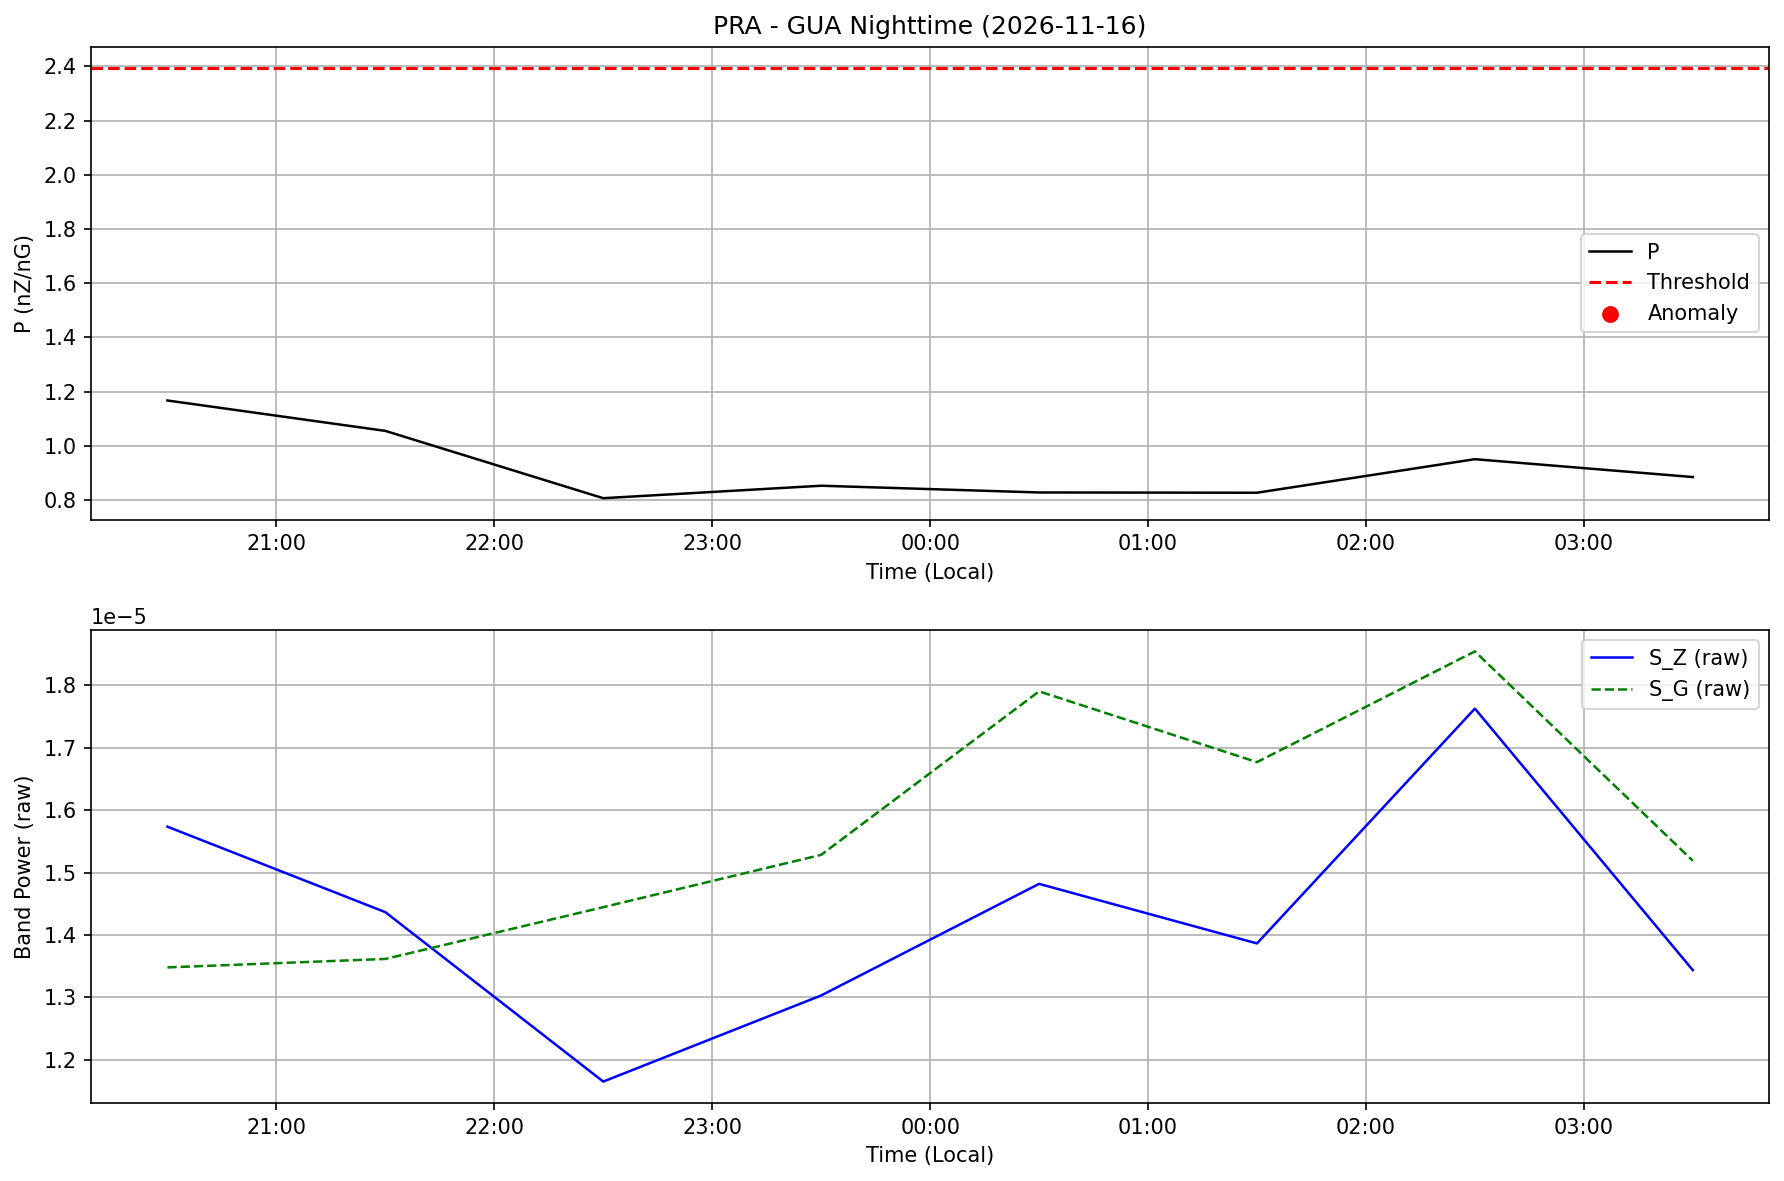 PRA - GUA Nighttime (2026-11-16)
P (nZ/nG)
2.4
2.2
2.0
1.8
1.6
1.4
1.2
1.0
0.8
P
Threshold
Anomaly
21:00 22:00 23:00 00:00 01:00 02:00 03:00
Time (Local)
1e−5
Band Power (raw)
1.8
1.7
1.6
1.5
1.4
1.3
1.2
S_Z (raw)
S_G (raw)
21:00 22:00 23:00 00:00 01:00 02:00 03:00
Time (Local)